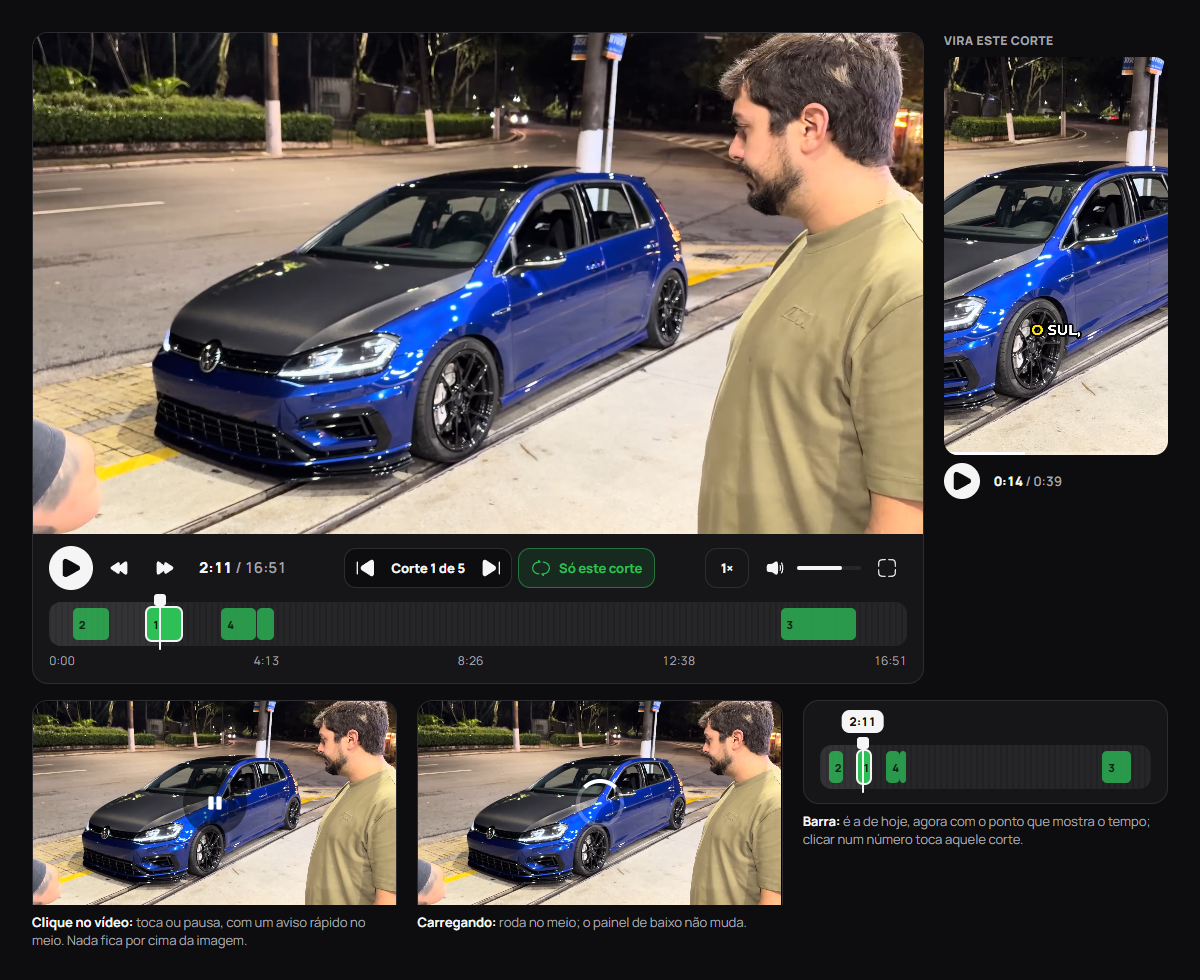 VIRA ESTE CORTE
O SUL,
0:14 / 0:39
2:11 / 16:51
Corte 1 de 5
Só este corte
1×
2
1
4
3
0:00
4:13
8:26
12:38
16:51
2:11
2
1
4
3
Clique no vídeo: toca ou pausa, com um aviso rápido no
meio. Nada fica por cima da imagem.
Carregando: roda no meio; o painel de baixo não muda.
Barra: é a de hoje, agora com o ponto que mostra o tempo;
clicar num número toca aquele corte.